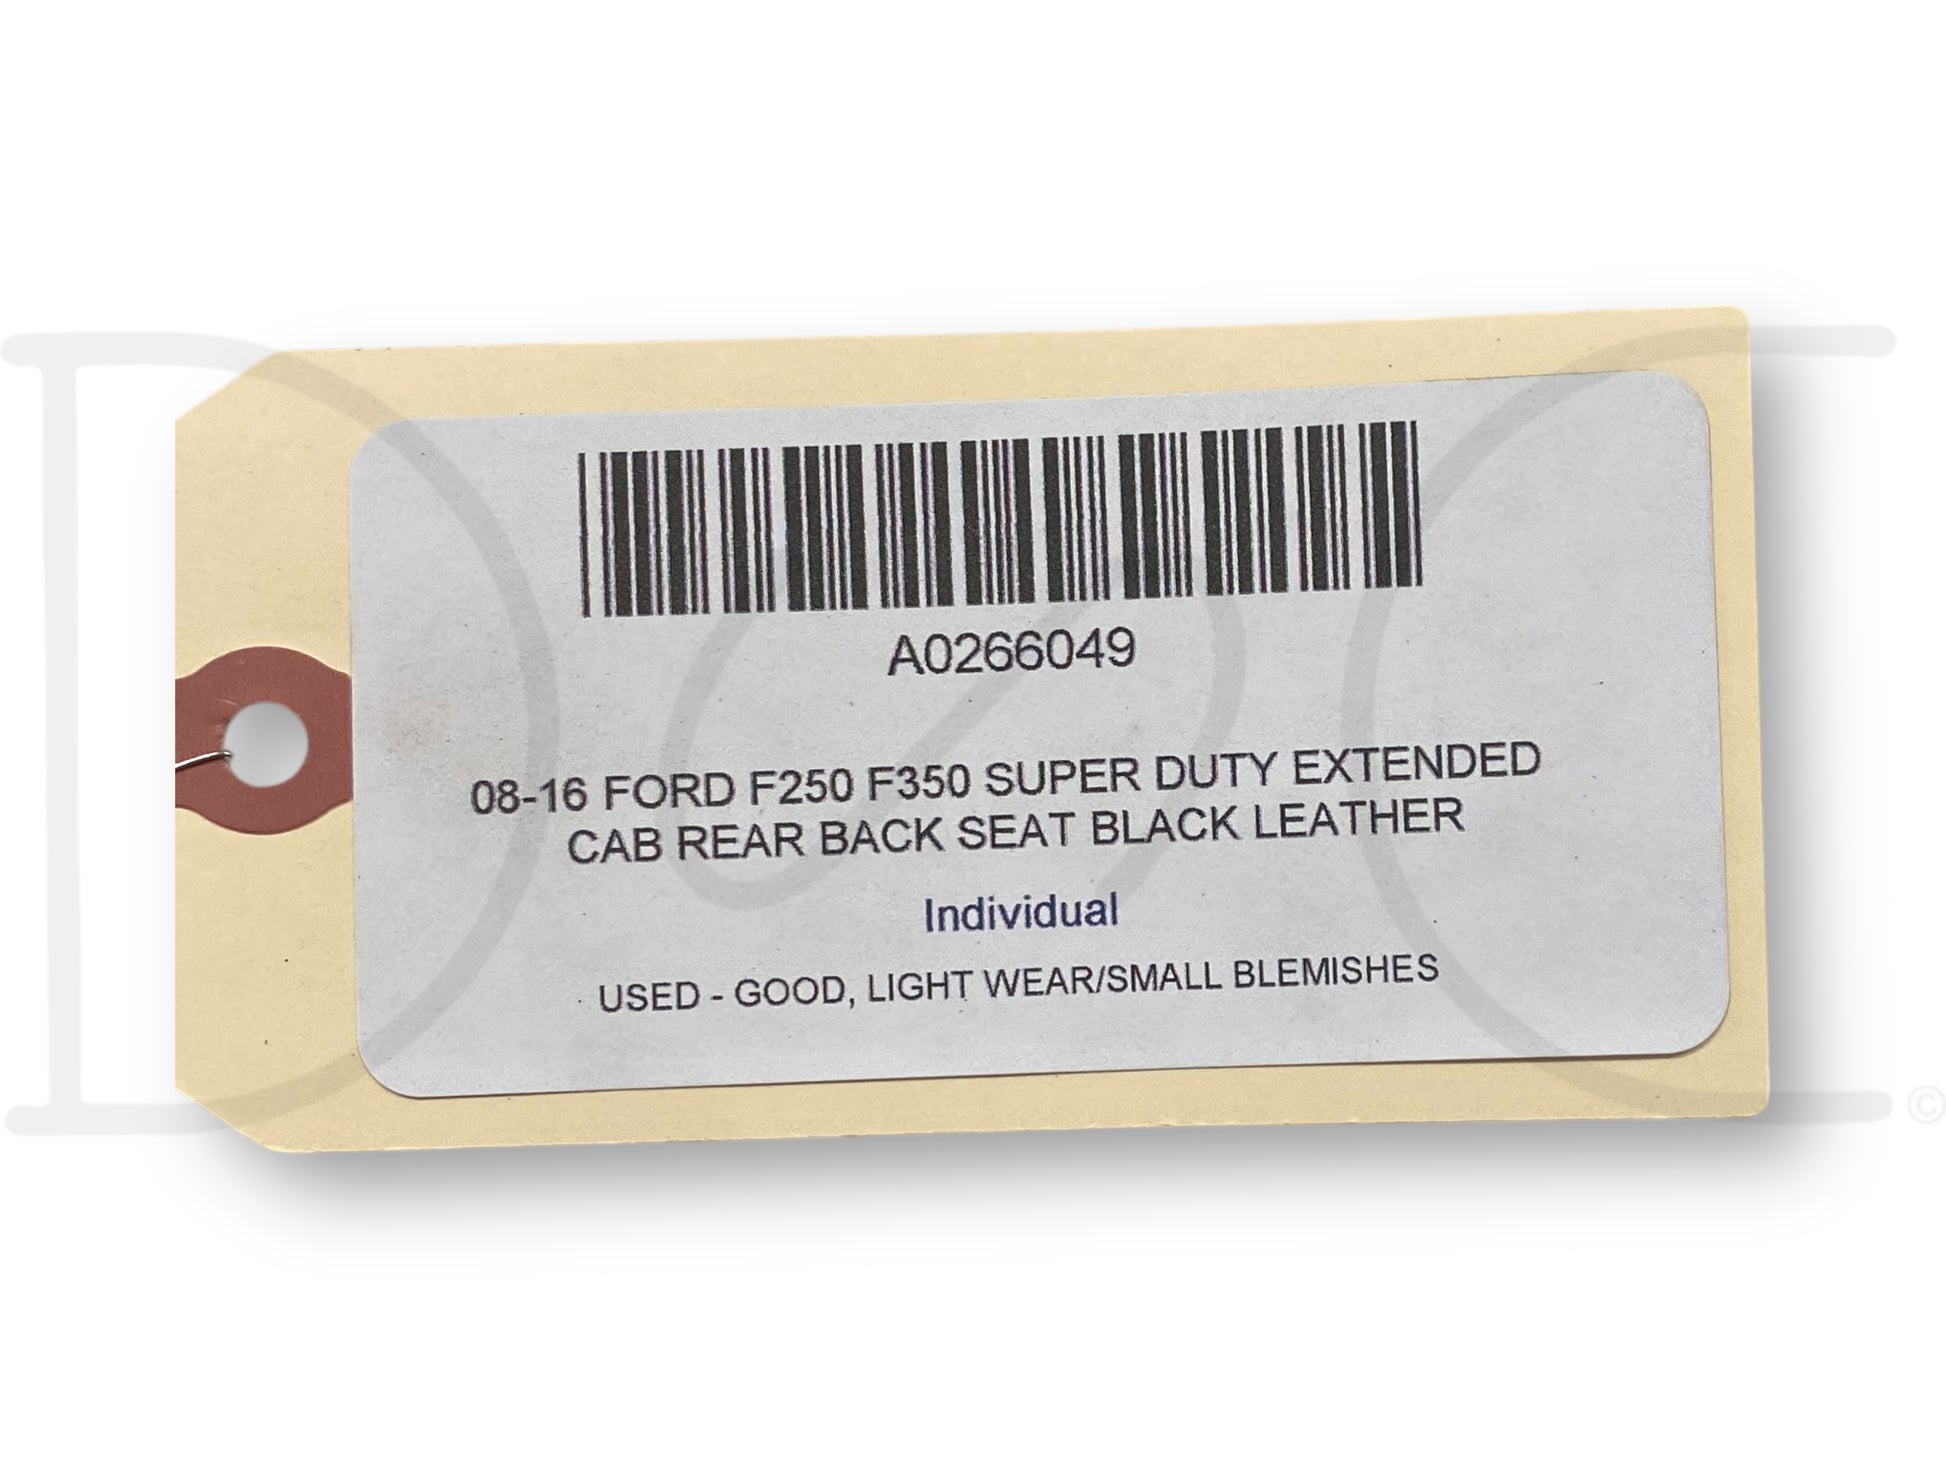 A0266049
08-16 FORD F250 F350 SUPER DUTY EXTENDED
CAB REAR BACK SEAT BLACK LEATHER
Individual
USED - GOOD, LIGHT WEAR/SMALL BLEMISHES
©